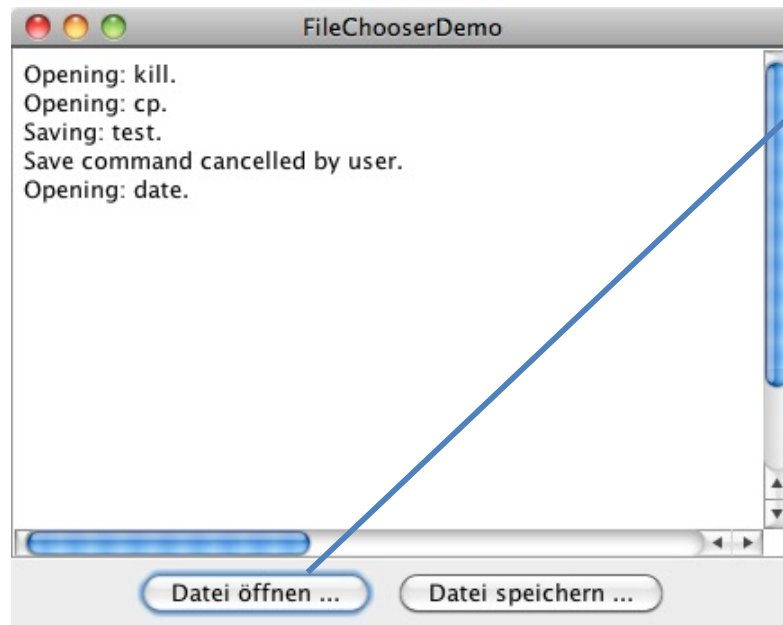 FileChooserDemo
Opening: kill.
Opening: cp.
Saving: test.
Save command cancelled by user.
Opening: date.
Datei öffnen ...
Datei speichern ...